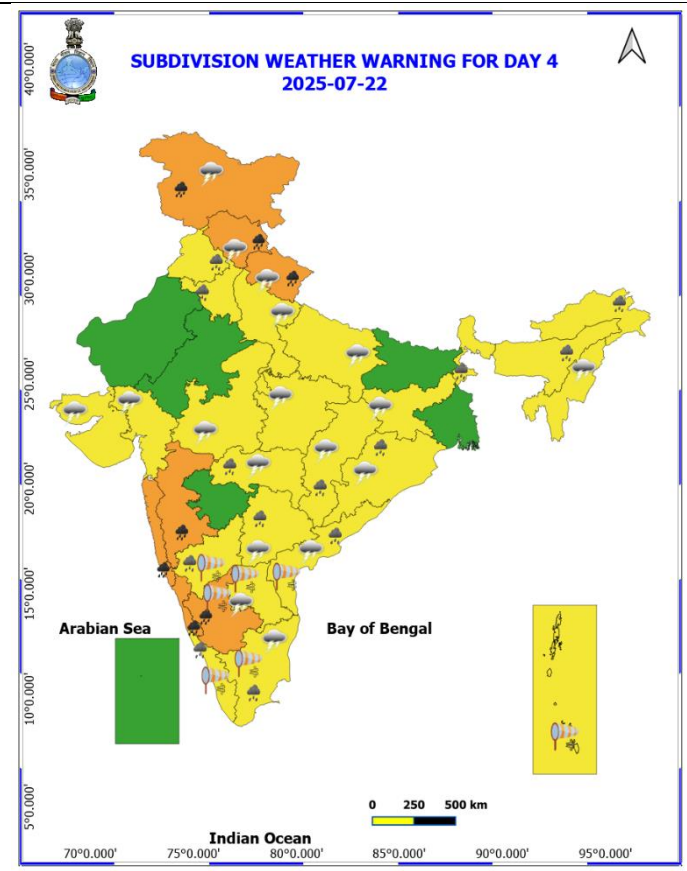 SUBDIVISION WEATHER WARNING FOR DAY 4
2025-07-22
40°0.000'
35°0.000'
30°0.000'
25°0.000'
20°0.000'
15°0.000'
Arabian Sea
Bay of Bengal
10°0.000'
5°0.000'
0 250 500 km
Indian Ocean
70°0.000' 75°0.000' 80°0.000' 85°0.000' 90°0.000' 95°0.000'